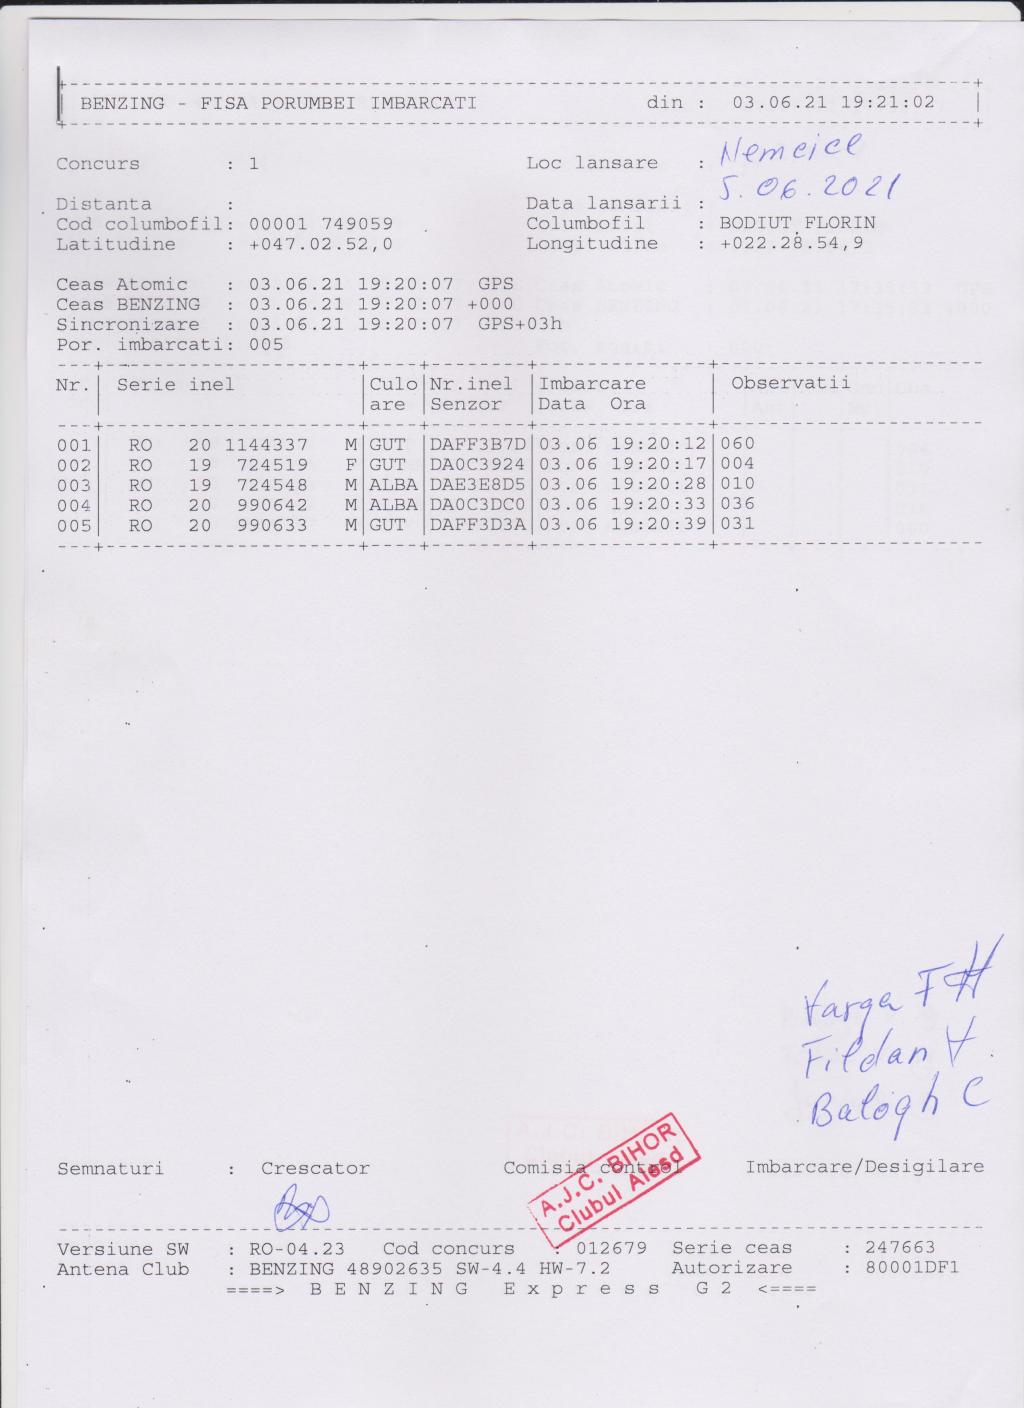 BENZING - FISA PORUMBEI IMBARCATI din : 03.06.21 19:21:02
Concurs : 1 Loc lansare : Nemcice
5.06.2021
Distanta : Data lansarii :
Cod columbofil: 00001 749059 Columbofil : BODIUT FLORIN
Latitudine : +047.02.52,0 Longitudine : +022.28.54,9
Ceas Atomic : 03.06.21 19:20:07 GPS
Ceas BENZING : 03.06.21 19:20:07 +000
Sincronizare : 03.06.21 19:20:07 GPS+03h
Por. imbarcati: 005
Nr. Serie inel Culo Nr.inel Imbarcare Observatii
are Senzor Data Ora
001 RO 20 1144337 M GUT DAFF3B7D 03.06 19:20:12 060
002 RO 19 724519 F GUT DA0C3924 03.06 19:20:17 004
003 RO 19 724548 M ALBA DAE3E8D5 03.06 19:20:28 010
004 RO 20 990642 M ALBA DA0C3DC0 03.06 19:20:33 036
005 RO 20 990633 M GUT DAFF3D3A 03.06 19:20:39 031
Varga F
Fildan V
Balogh C
A.J.C. BIHOR
Clubul Alesd
Semnaturi : Crescator Comisia control Imbarcare/Desigilare
Versiune SW : RO-04.23 Cod concurs : 012679 Serie ceas : 247663
Antena Club : BENZING 48902635 SW-4.4 HW-7.2 Autorizare : 80001DF1
====> B E N Z I N G E x p r e s s G 2 <====